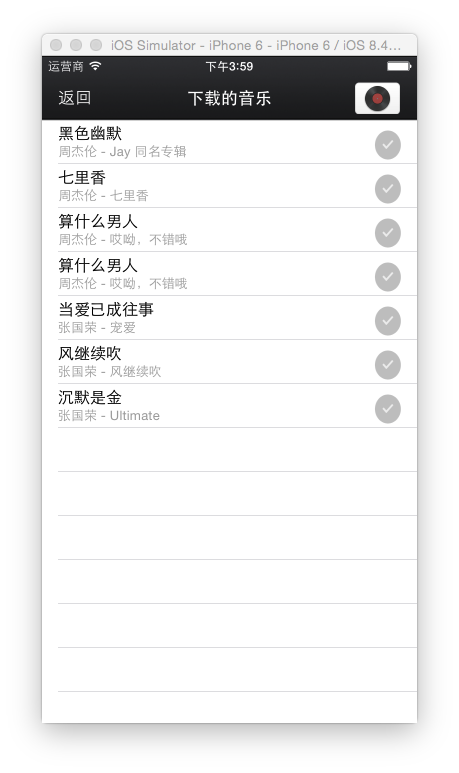 iOS Simulator - iPhone 6 - iPhone 6 / iOS 8.4...
运营商 下午3:59
返回 下载的音乐
黑色幽默
周杰伦 - Jay 同名专辑
七里香
周杰伦 - 七里香
算什么男人
周杰伦 - 哎呦，不错哦
算什么男人
周杰伦 - 哎呦，不错哦
当爱已成往事
张国荣 - 宠爱
风继续吹
张国荣 - 风继续吹
沉默是金
张国荣 - Ultimate